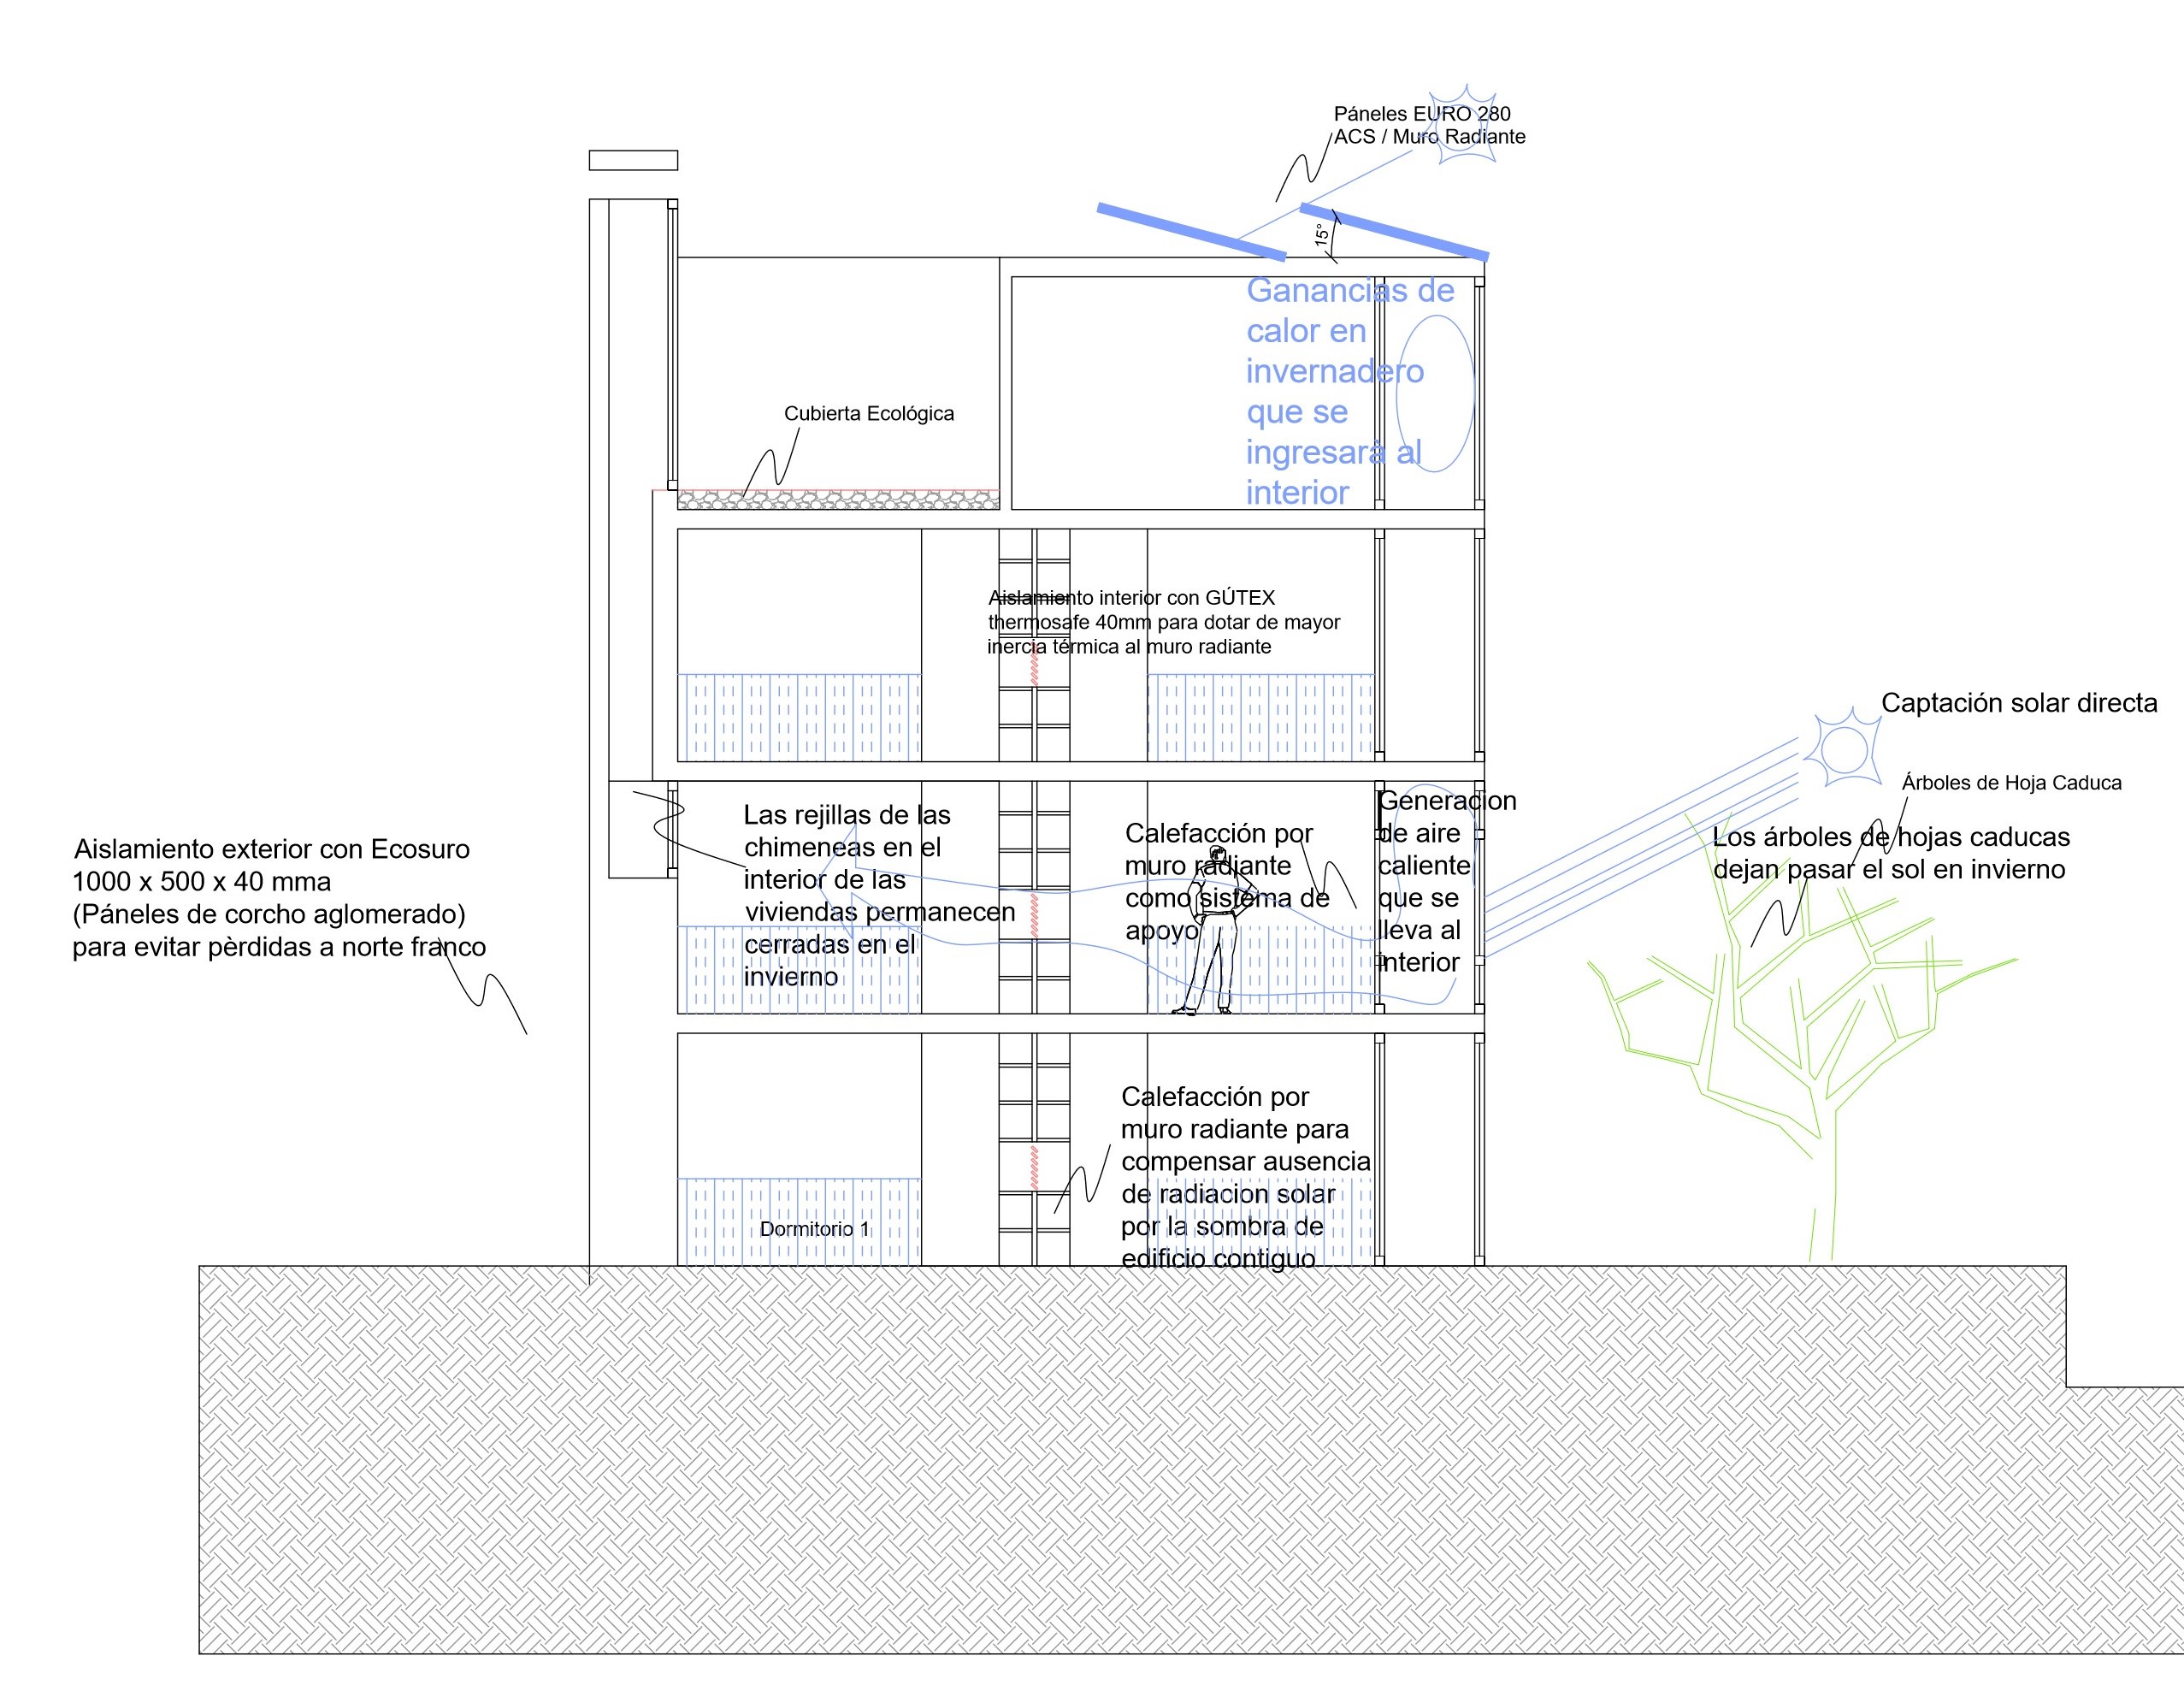 Páneles EURO 280
ACS / Muro Radiante
15°
Ganancias de
calor en
invernadero
que se
ingresará al
interior
Cubierta Ecológica
Aislamiento interior con GÚTEX
thermosafe 40mm para dotar de mayor
inercia térmica al muro radiante
Captación solar directa
Árboles de Hoja Caduca
Los árboles de hojas caducas
dejan pasar el sol en invierno
Aislamiento exterior con Ecosuro
1000 x 500 x 40 mma
(Páneles de corcho aglomerado)
para evitar pèrdidas a norte franco
Las rejillas de las
chimeneas en el
interior de las
viviendas permanecen
cerradas en el
invierno
Calefacción por
muro radiante
como sistema de
apoyo
Generacion
de aire
caliente
que se
lleva al
interior
Calefacción por
muro radiante para
compensar ausencia
de radiacion solar
por la sombra de
edificio contiguo
Dormitorio 1